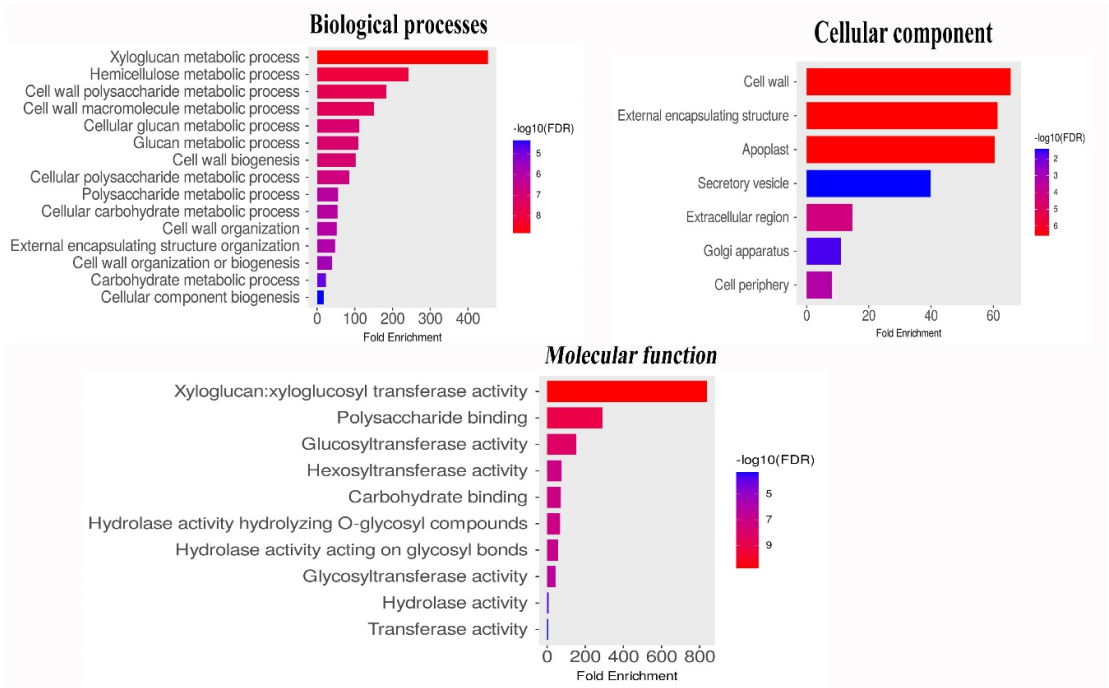 Biological processes
Xyloglucan metabolic process
Hemicellulose metabolic process
Cell wall polysaccharide metabolic process
Cell wall macromolecule metabolic process
Cellular glucan metabolic process
Glucan metabolic process
Cell wall biogenesis
Cellular polysaccharide metabolic process
Polysaccharide metabolic process
Cellular carbohydrate metabolic process
Cell wall organization
External encapsulating structure organization
Cell wall organization or biogenesis
Carbohydrate metabolic process
Cellular component biogenesis
0 100 200 300 400
Fold Enrichment
-log10(FDR)
5
6
7
8
Cellular component
Cell wall
External encapsulating structure
Apoplast
Secretory vesicle
Extracellular region
Golgi apparatus
Cell periphery
0 20 40 60
Fold Enrichment
-log10(FDR)
2
3
4
5
6
Molecular function
Xyloglucan:xyloglucosyl transferase activity
Polysaccharide binding
Glucosyltransferase activity
Hexosyltransferase activity
Carbohydrate binding
Hydrolase activity hydrolyzing O-glycosyl compounds
Hydrolase activity acting on glycosyl bonds
Glycosyltransferase activity
Hydrolase activity
Transferase activity
0 200 400 600 800
Fold Enrichment
-log10(FDR)
5
7
9